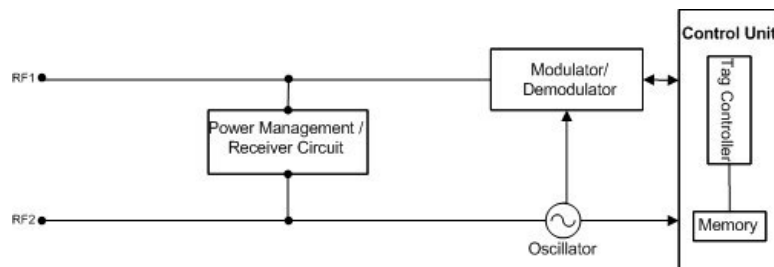 Control Unit
RF1
Modulator/
Demodulator
Tag Controller
Power Management /
Receiver Circuit
RF2
Oscillator
Memory